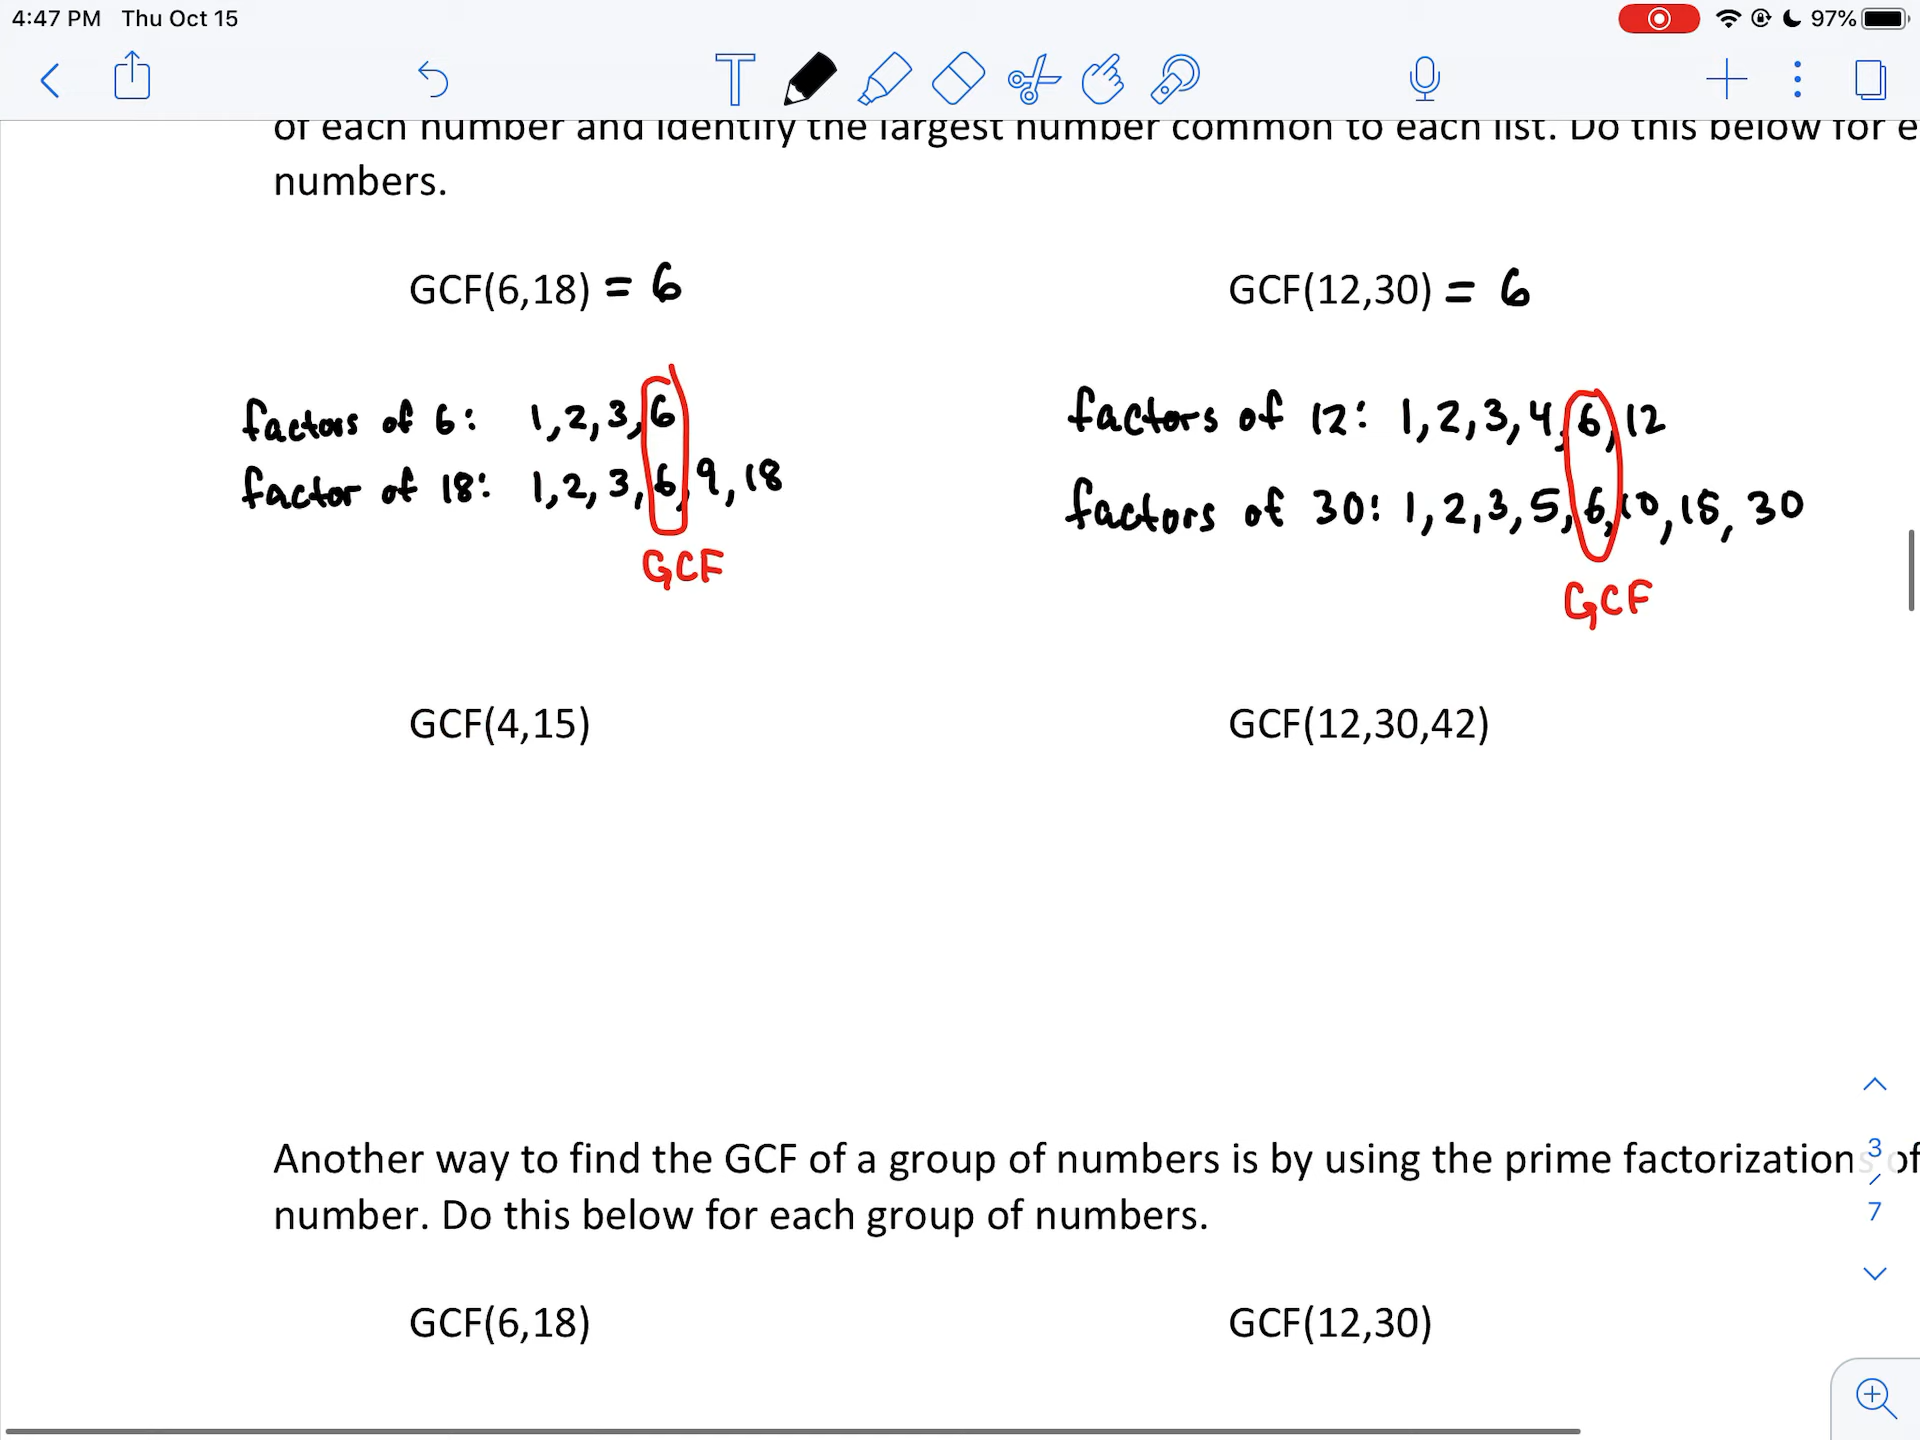 4:47 PM Thu Oct 15 97%
of each number and identify the largest number common to each list. Do this below for e
numbers.
GCF(6,18) = 6
GCF(12,30) = 6
factors of 6: 1,2,3,6
factor of 18: 1,2,3,6,9,18
GCF
factors of 12: 1,2,3,4,6,12
factors of 30: 1,2,3,5,6,10,15,30
GCF
GCF(4,15)
GCF(12,30,42)
Another way to find the GCF of a group of numbers is by using the prime factorizations of
number. Do this below for each group of numbers.
3
/
7
GCF(6,18)
GCF(12,30)